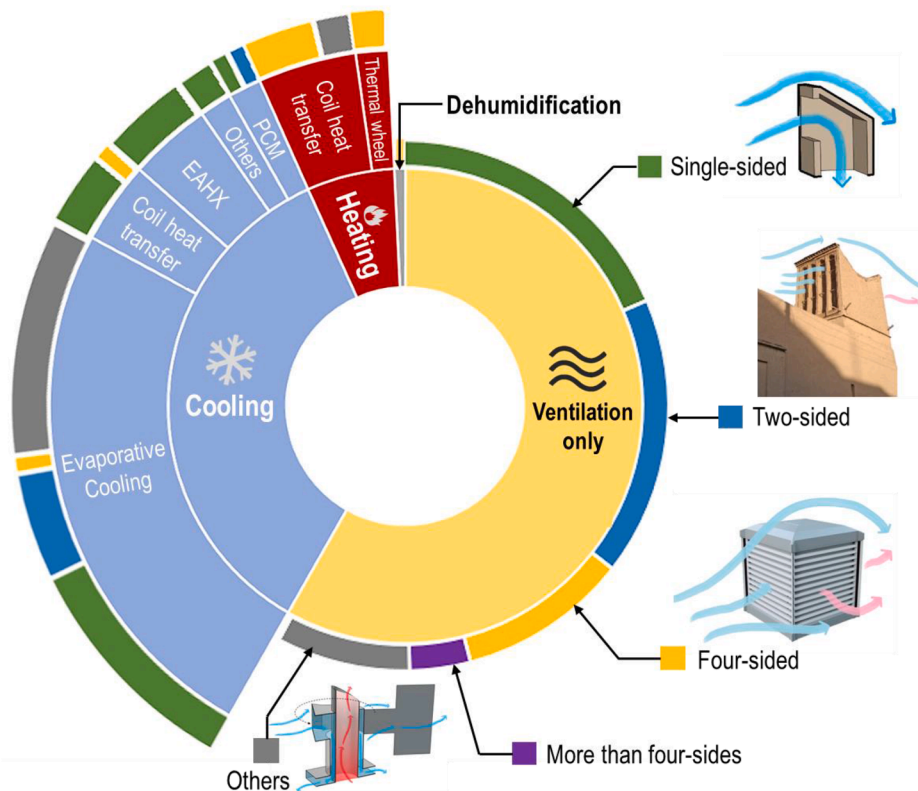 Thermal wheel
Coil heat
transfer
PCM
Others
EAHX
Coil heat
transfer
Dehumidification
Single-sided
Heating
Cooling
Ventilation
only
Two-sided
Evaporative
Cooling
Four-sided
More than four-sides
Others